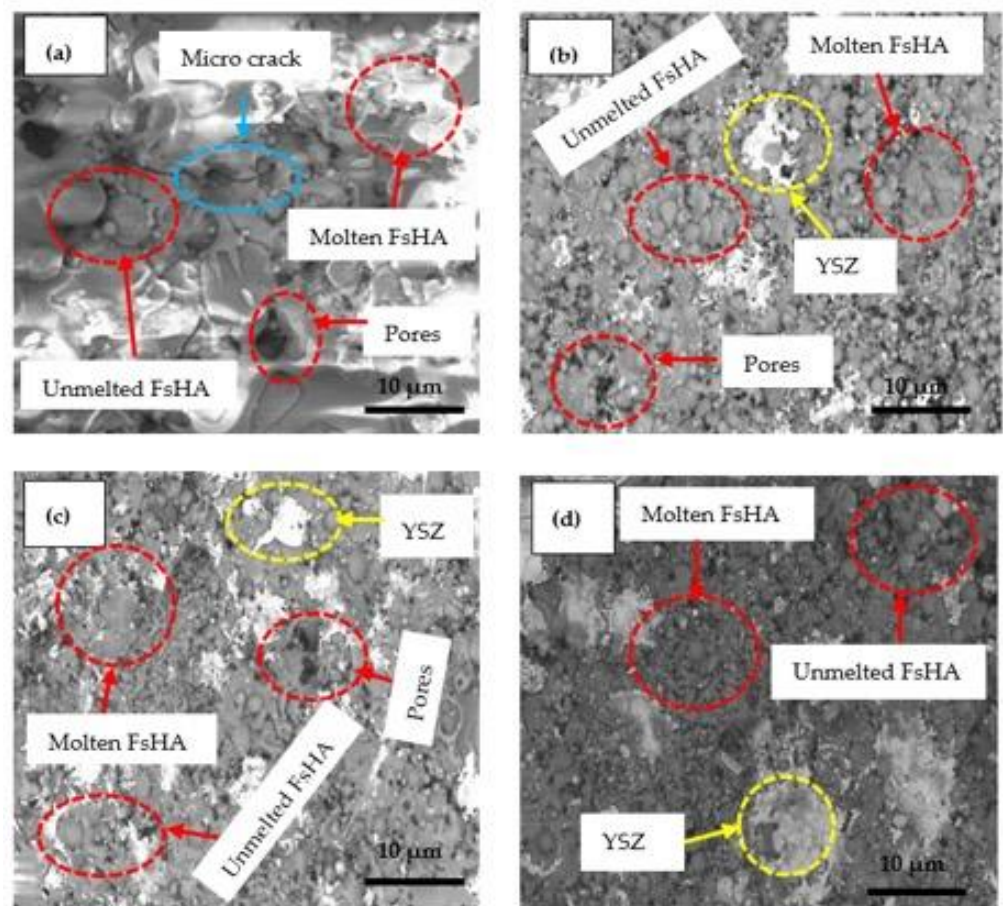 (a)
Micro crack
Molten FsHA
Pores
Unmelted FsHA
10 µm
(b)
Unmelted FsHA
Molten FsHA
YSZ
Pores
10 µm
(c)
YSZ
Pores
Molten FsHA
Unmelted FsHA
10 µm
(d)
Molten FsHA
Unmelted FsHA
YSZ
10 µm